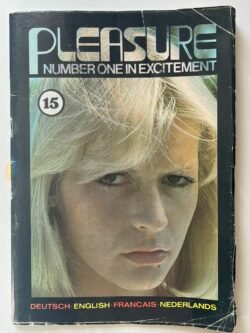 PLEASURE
NUMBER ONE IN EXCITEMENT
15
DEUTSCH·ENGLISH·FRANCAIS·NEDERLANDS